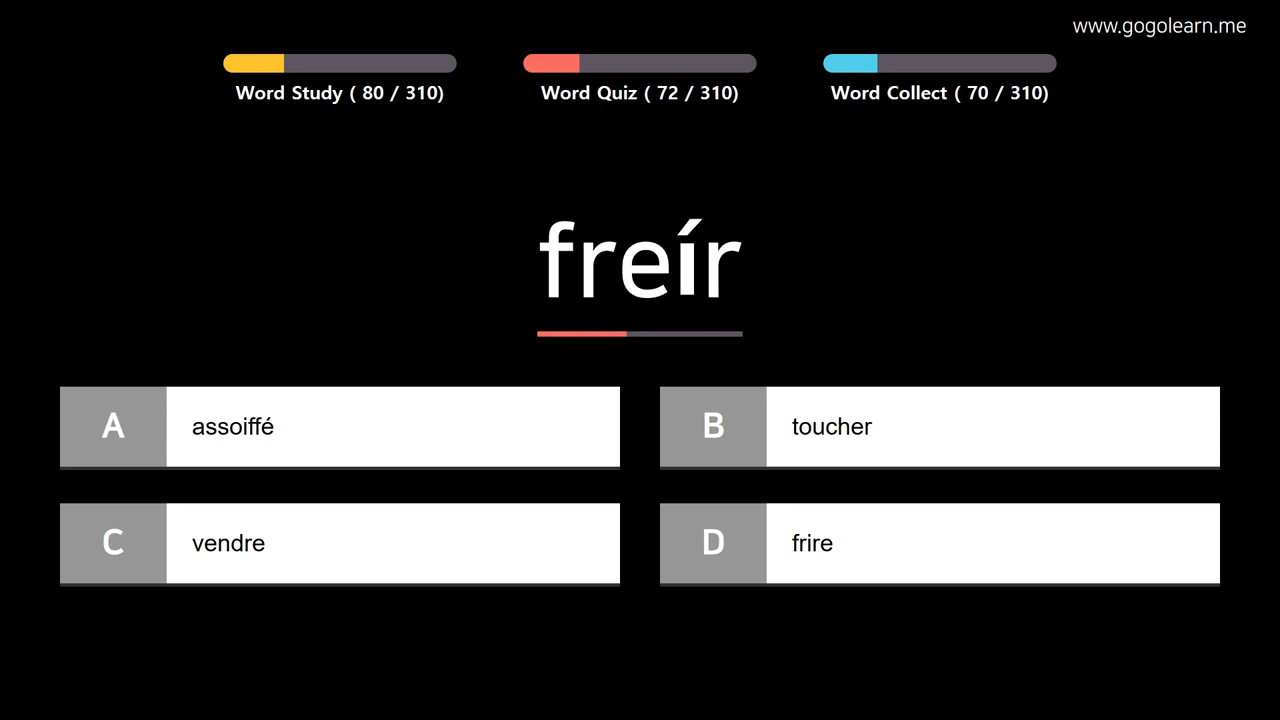 www.gogolearn.me
Word Study ( 80 / 310)
Word Quiz ( 72 / 310)
Word Collect ( 70 / 310)
freír
A assoiffé
B toucher
C vendre
D frire